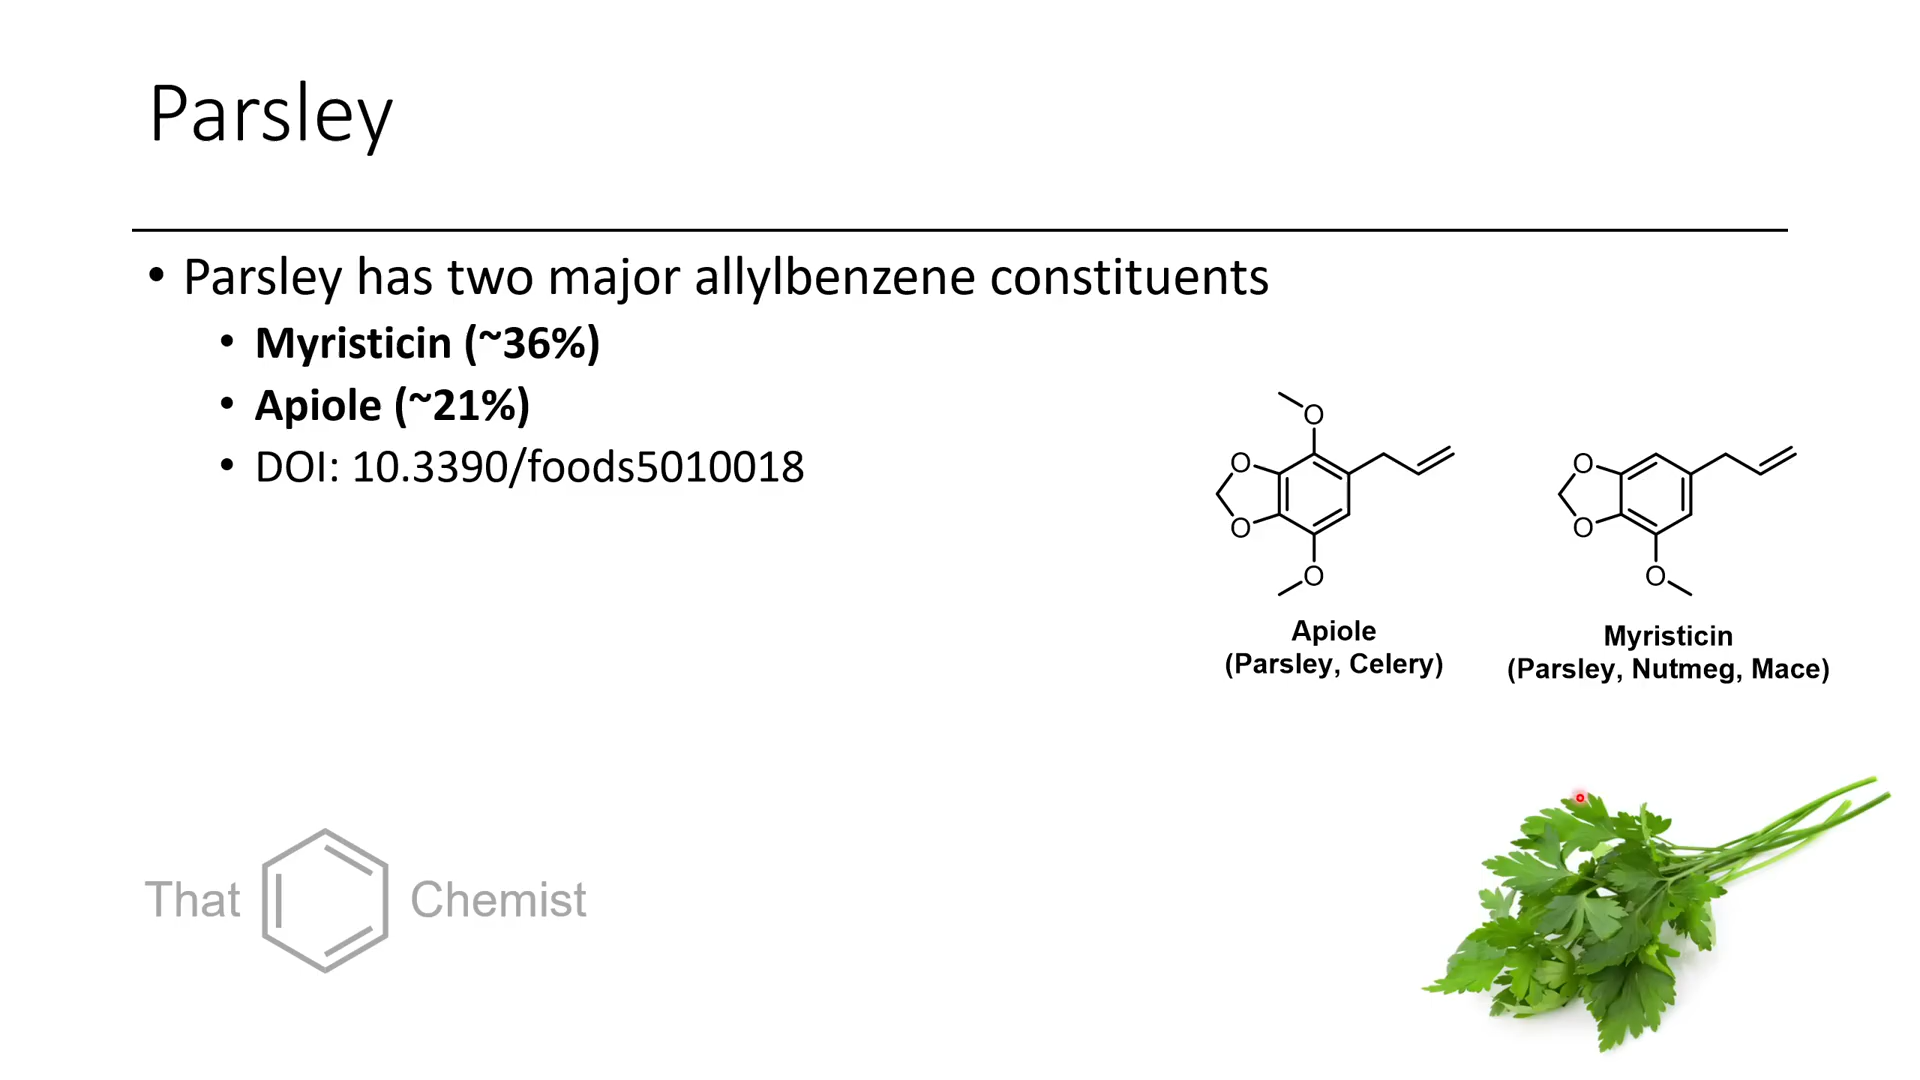 Parsley
• Parsley has two major allylbenzene constituents
• Myristicin (~36%)
• Apiole (~21%)
• DOI: 10.3390/foods5010018
O
O
O
O
Apiole
(Parsley, Celery)
O
O
O
Myristicin
(Parsley, Nutmeg, Mace)
That Chemist